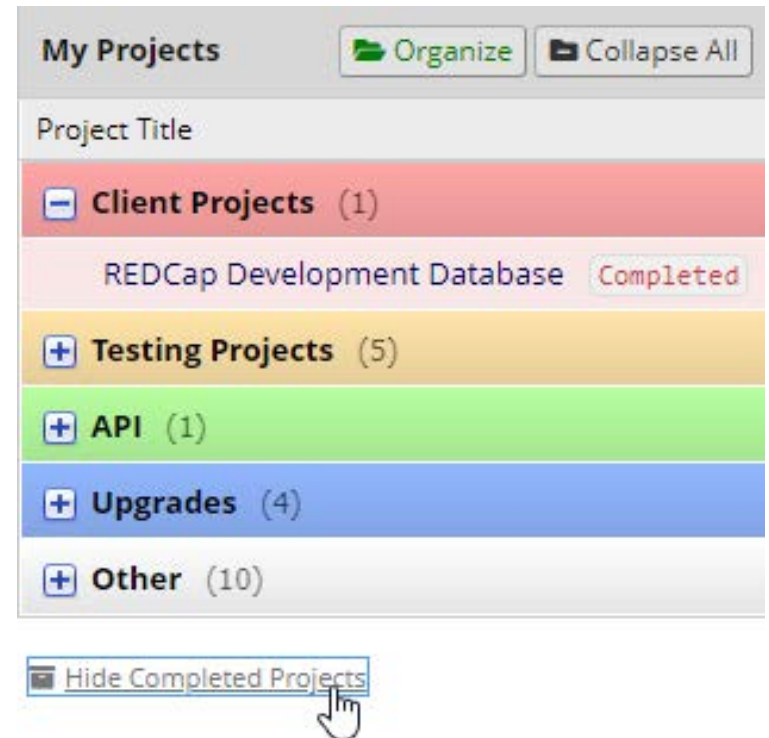 My Projects Organize Collapse All
Project Title
Client Projects (1)
REDCap Development Database Completed
Testing Projects (5)
API (1)
Upgrades (4)
Other (10)
Hide Completed Projects